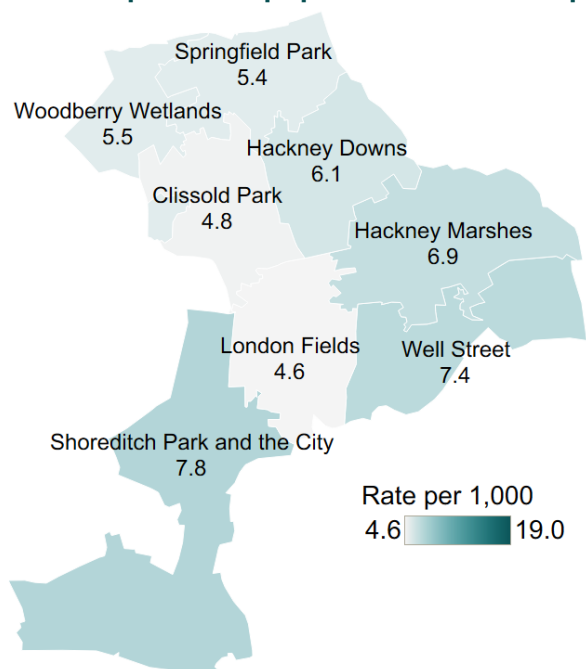 Springfield Park
5.4
Woodberry Wetlands
5.5
Hackney Downs
6.1
Clissold Park
4.8
Hackney Marshes
6.9
London Fields
4.6
Well Street
7.4
Shoreditch Park and the City
7.8
Rate per 1,000
4.6 19.0